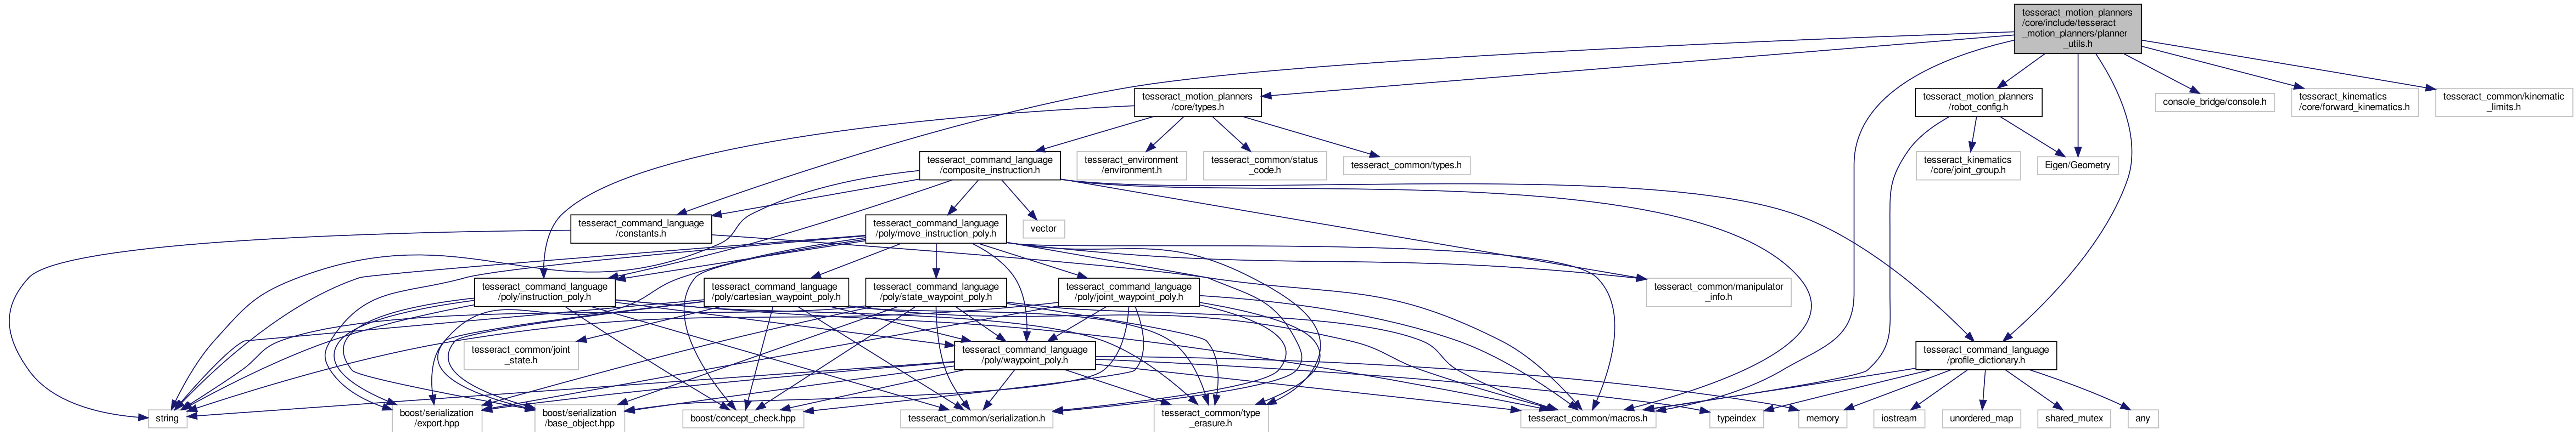 tesseract_motion_planners
/core/include/tesseract
_motion_planners/planner
_utils.h
tesseract_motion_planners
/core/types.h
tesseract_motion_planners
/robot_config.h
console_bridge/console.h
tesseract_kinematics
/core/forward_kinematics.h
tesseract_common/kinematic
_limits.h
tesseract_command_language
/composite_instruction.h
tesseract_environment
/environment.h
tesseract_common/status
_code.h
tesseract_common/types.h
tesseract_kinematics
/core/joint_group.h
Eigen/Geometry
tesseract_command_language
/constants.h
tesseract_command_language
/poly/move_instruction_poly.h
vector
tesseract_command_language
/poly/instruction_poly.h
tesseract_command_language
/poly/cartesian_waypoint_poly.h
tesseract_command_language
/poly/state_waypoint_poly.h
tesseract_command_language
/poly/joint_waypoint_poly.h
tesseract_common/manipulator
_info.h
tesseract_common/joint
_state.h
tesseract_command_language
/poly/waypoint_poly.h
tesseract_command_language
/profile_dictionary.h
string
boost/serialization
/export.hpp
boost/serialization
/base_object.hpp
boost/concept_check.hpp
tesseract_common/serialization.h
tesseract_common/type
_erasure.h
tesseract_common/macros.h
typeindex
memory
iostream
unordered_map
shared_mutex
any